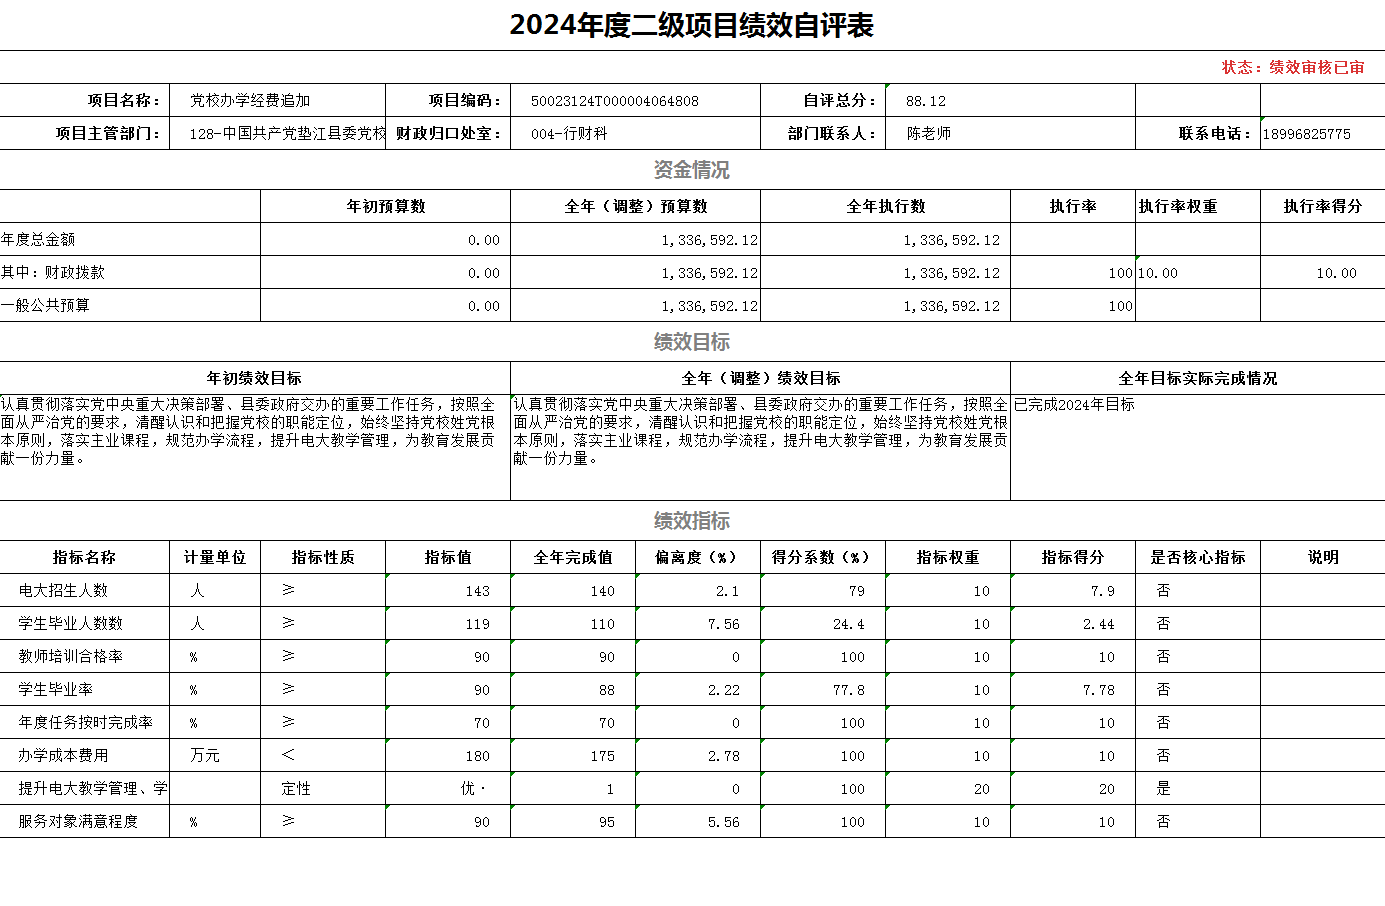 2024年度二级项目绩效自评表
状态：绩效审核已审
项目名称： 党校办学经费追加 项目编码： 50023124T000004064808 自评总分： 88.12
项目主管部门： 128-中国共产党垫江县委党校 财政归口处室： 004-行财科 部门联系人： 陈老师 联系电话： 18996825775
资金情况
年初预算数 全年（调整）预算数 全年执行数 执行率 执行率权重 执行率得分
年度总金额 0.00 1,336,592.12 1,336,592.12
其中：财政拨款 0.00 1,336,592.12 1,336,592.12 100 10.00 10.00
一般公共预算 0.00 1,336,592.12 1,336,592.12 100
绩效目标
年初绩效目标 全年（调整）绩效目标 全年目标实际完成情况
认真贯彻落实党中央重大决策部署、县委政府交办的重要工作任务，按照全
面从严治党的要求，清醒认识和把握党校的职能定位，始终坚持党校姓党根
本原则，落实主业课程，规范办学流程，提升电大教学管理，为教育发展贡
献一份力量。
认真贯彻落实党中央重大决策部署、县委政府交办的重要工作任务，按照全
面从严治党的要求，清醒认识和把握党校的职能定位，始终坚持党校姓党根
本原则，落实主业课程，规范办学流程，提升电大教学管理，为教育发展贡
献一份力量。
已完成2024年目标
绩效指标
指标名称 计量单位 指标性质 指标值 全年完成值 偏离度（%） 得分系数（%） 指标权重 指标得分 是否核心指标 说明
电大招生人数 人 ≥ 143 140 2.1 79 10 7.9 否
学生毕业人数数 人 ≥ 119 110 7.56 24.4 10 2.44 否
教师培训合格率 % ≥ 90 90 0 100 10 10 否
学生毕业率 % ≥ 90 88 2.22 77.8 10 7.78 否
年度任务按时完成率 % ≥ 70 70 0 100 10 10 否
办学成本费用 万元 ＜ 180 175 2.78 100 10 10 否
提升电大教学管理、学 定性 优· 1 0 100 20 20 是
服务对象满意程度 % ≥ 90 95 5.56 100 10 10 否